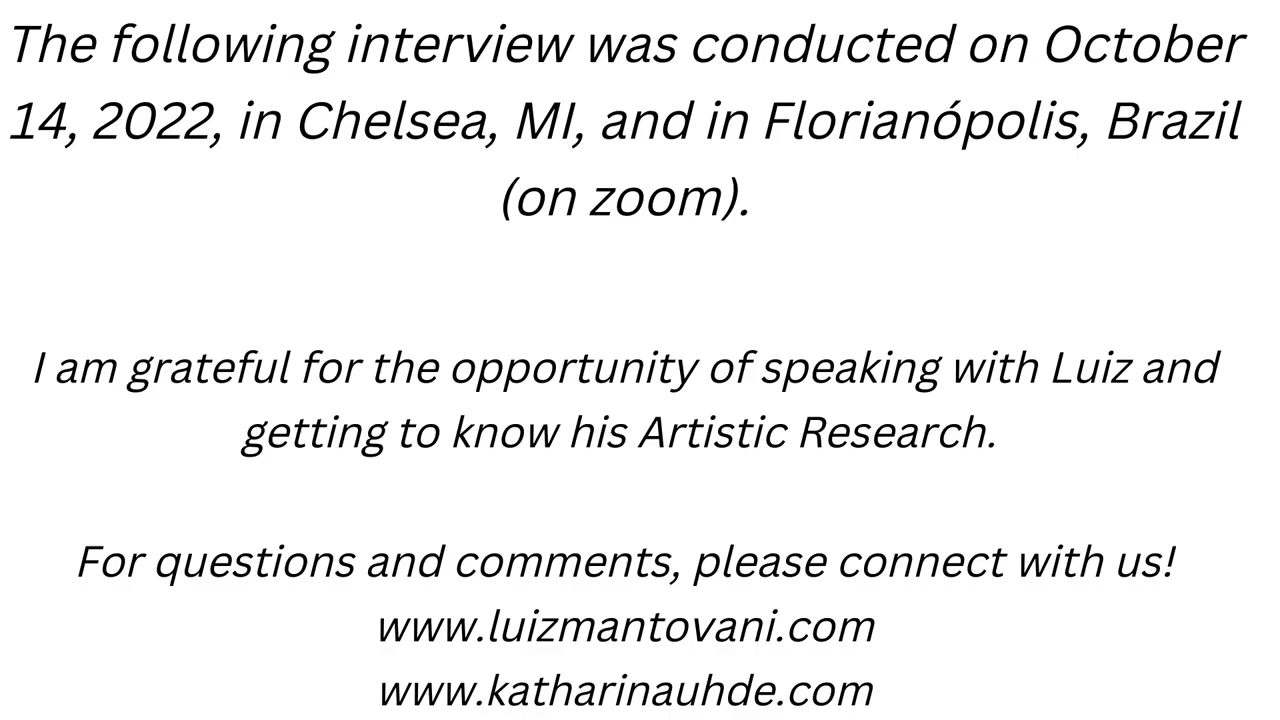 The following interview was conducted on October
14, 2022, in Chelsea, MI, and in Florianópolis, Brazil
(on zoom).
I am grateful for the opportunity of speaking with Luiz and
getting to know his Artistic Research.
For questions and comments, please connect with us!
www.luizmantovani.com
www.katharinauhde.com